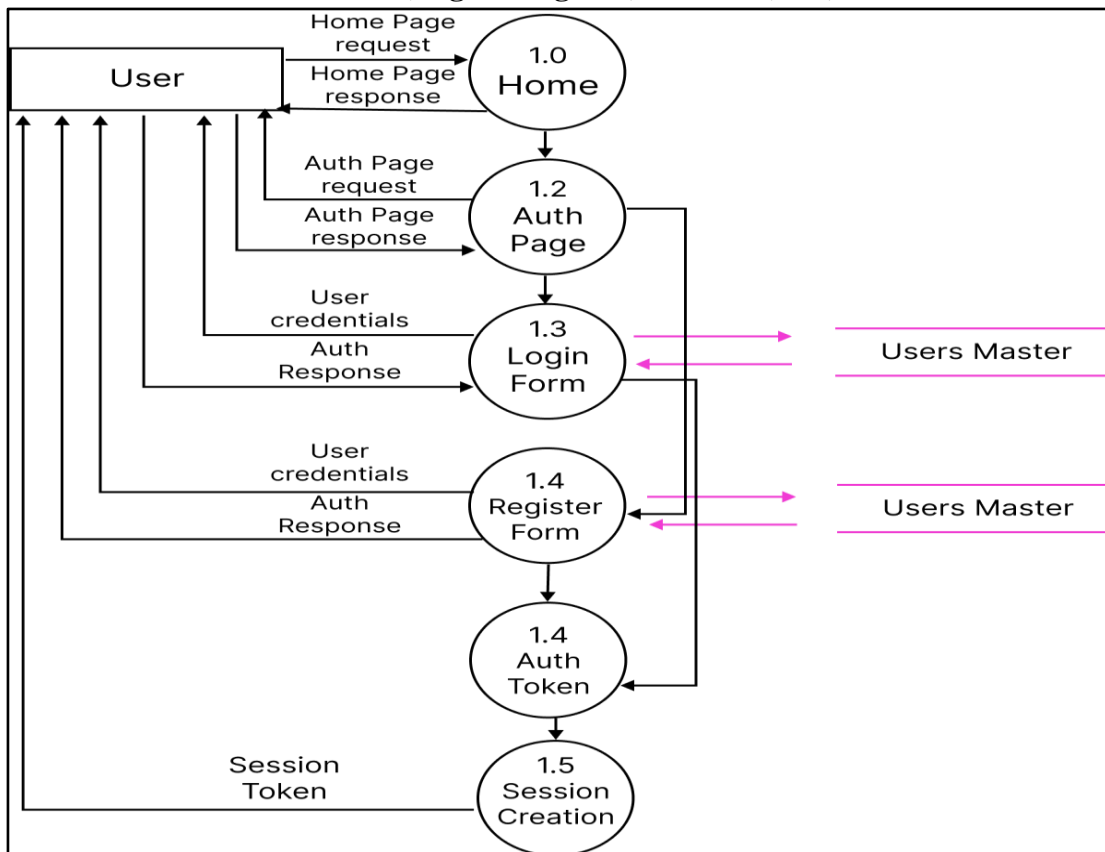 Home Page
request
User
Home Page
response
1.0
Home
Auth Page
request
Auth Page
response
1.2
Auth
Page
User
credentials
Auth
Response
1.3
Login
Form
Users Master
User
credentials
Auth
Response
1.4
Register
Form
Users Master
1.4
Auth
Token
Session
Token
1.5
Session
Creation